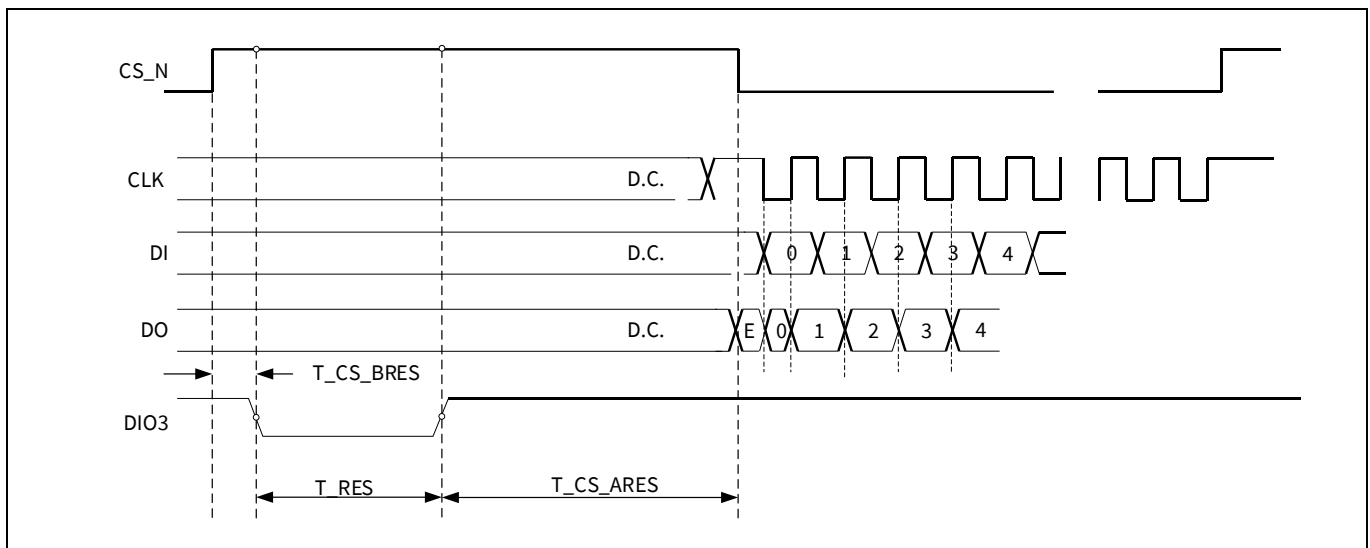 CS_N
CLK D.C.
DI D.C. 0 1 2 3 4
DO D.C. E 0 1 2 3 4
T_CS_BRES
DIO3
T_RES T_CS_ARES